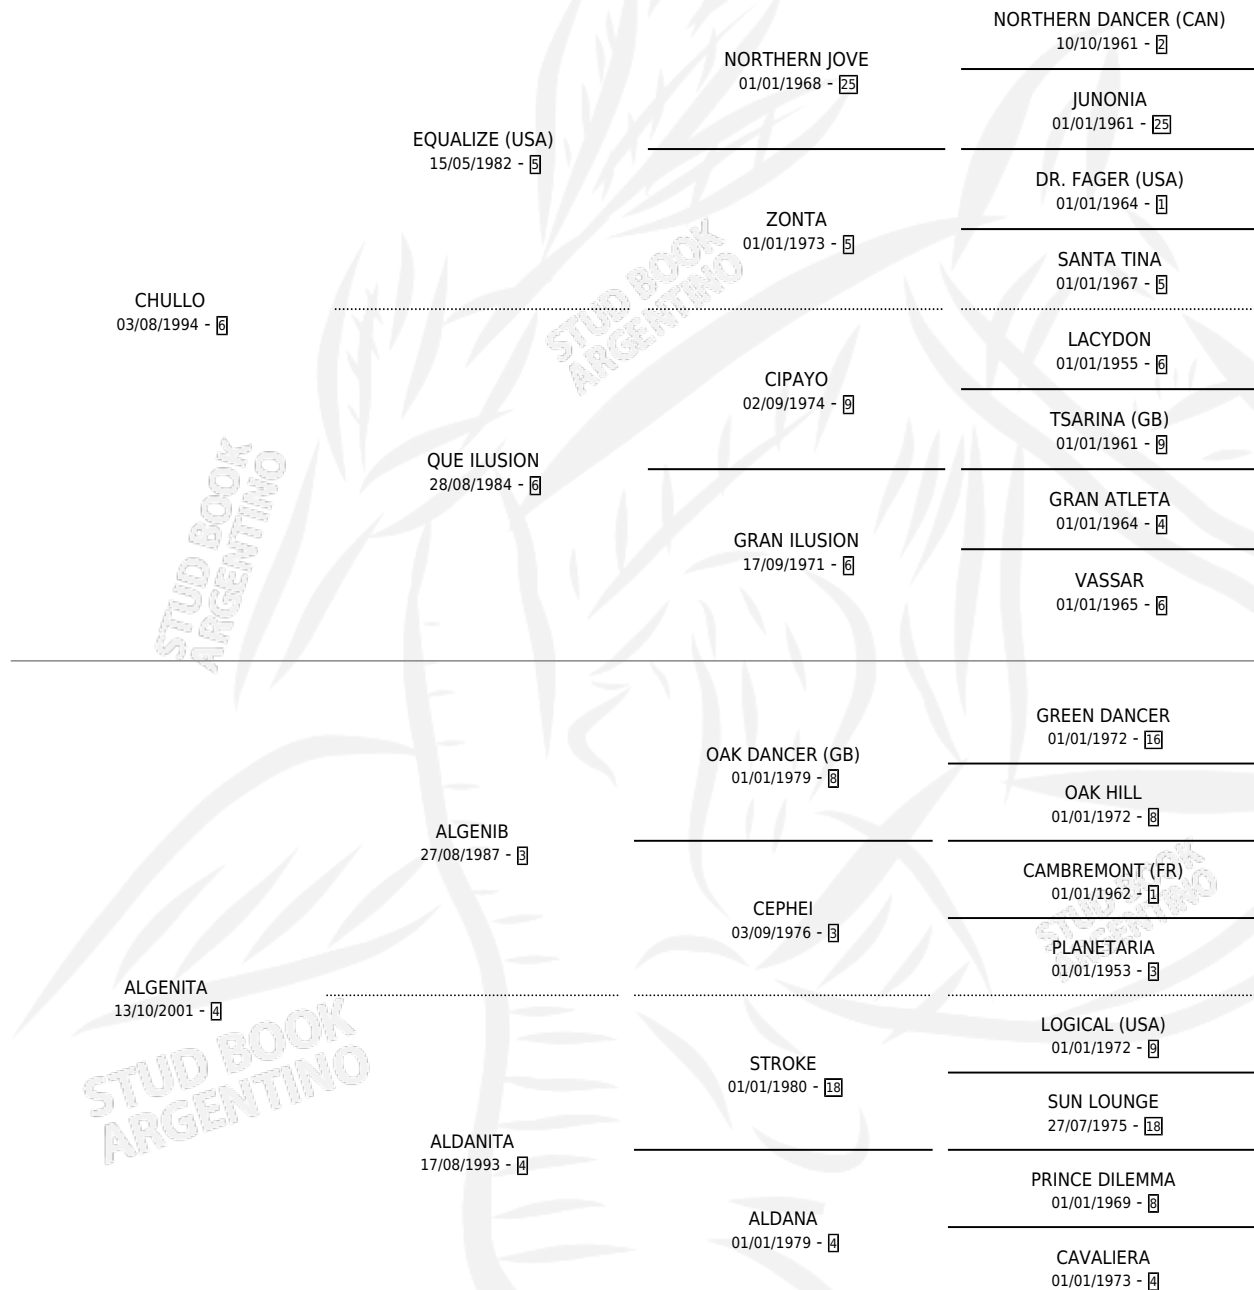 NORTHERN DANCER (CAN)
10/10/1961 - 2
NORTHERN JOVE
01/01/1968 - 25
JUNONIA
01/01/1961 - 25
EQUALIZE (USA)
15/05/1982 - 5
DR. FAGER (USA)
01/01/1964 - 1
ZONTA
01/01/1973 - 5
SANTA TINA
01/01/1967 - 5
STUD BOOK
ARGENTINO
CHULLO
03/08/1994 - 6
LACYDON
01/01/1955 - 6
CIPAYO
02/09/1974 - 9
TSARINA (GB)
01/01/1961 - 9
QUE ILUSION
28/08/1984 - 6
GRAN ATLETA
01/01/1964 - 4
GRAN ILUSION
17/09/1971 - 6
VASSAR
01/01/1965 - 6
STUD BOOK
ARGENTINO
GREEN DANCER
01/01/1972 - 16
OAK DANCER (GB)
01/01/1979 - 8
OAK HILL
01/01/1972 - 8
ALGENIB
27/08/1987 - 3
CAMBREMONT (FR)
01/01/1962 - 1
CEPHEI
03/09/1976 - 3
PLANETARIA
01/01/1953 - 3
STUD BOOK
ARGENTINO
ALGENITA
13/10/2001 - 4
LOGICAL (USA)
01/01/1972 - 9
STROKE
01/01/1980 - 18
SUN LOUNGE
27/07/1975 - 18
STUD BOOK
ARGENTINO
ALDANITA
17/08/1993 - 4
PRINCE DILEMMA
01/01/1969 - 8
ALDANA
01/01/1979 - 4
CAVALIERA
01/01/1973 - 4